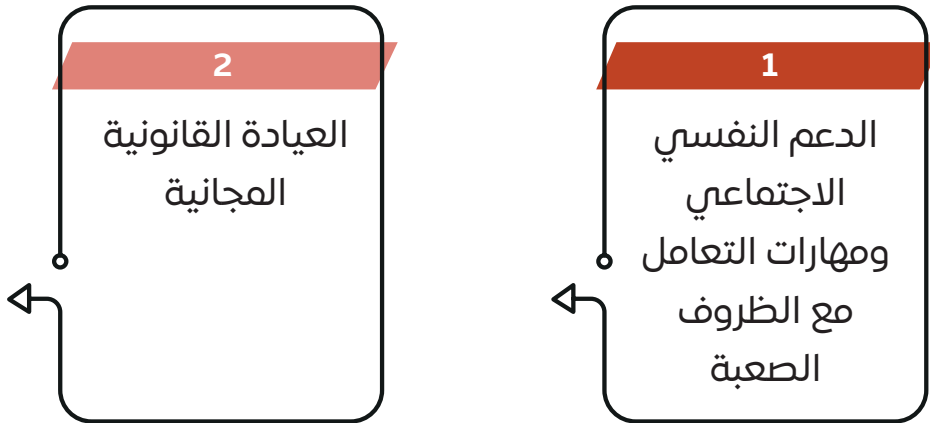 1
الدعم النفسي
الاجتماعي
ومهارات التعامل
مع الظروف
الصعبة
2
العيادة القانونية
المجانية